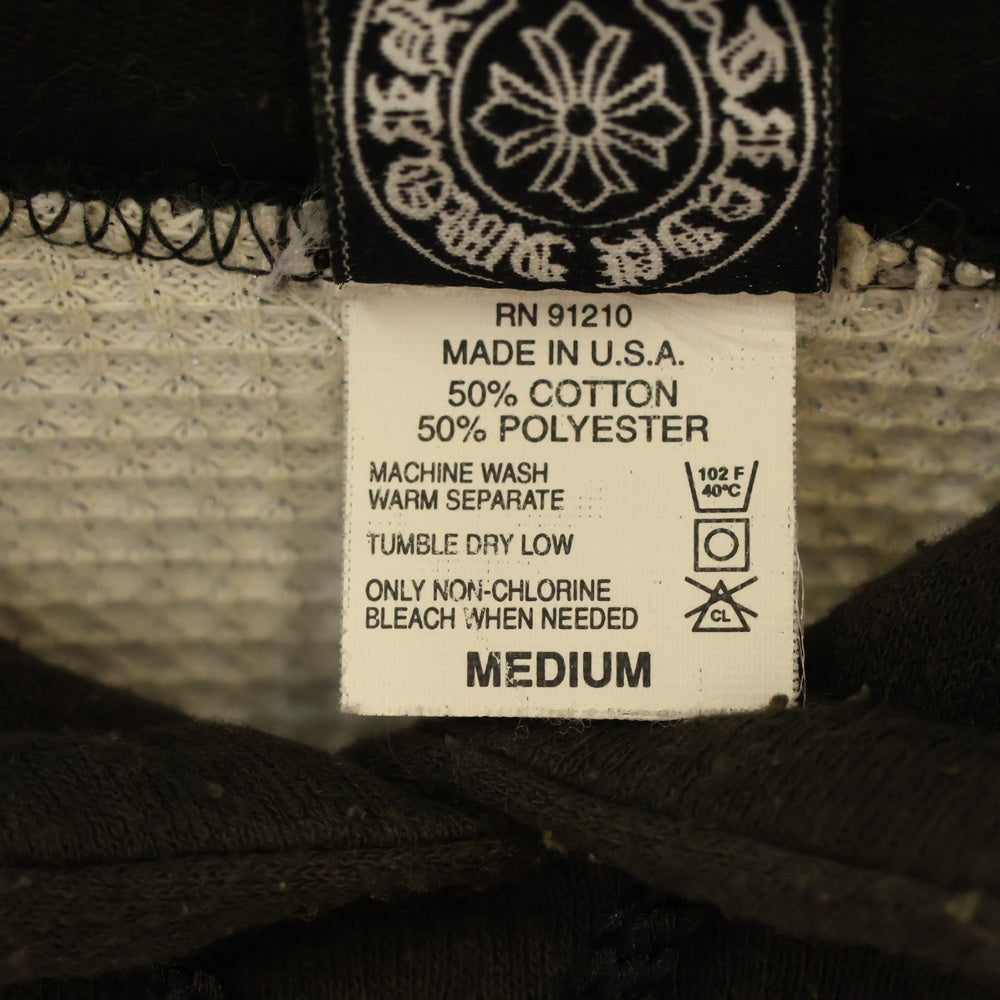 RN 91210
MADE IN U.S.A.
50% COTTON
50% POLYESTER
MACHINE WASH
WARM SEPARATE
102 F
40°C
TUMBLE DRY LOW
ONLY NON-CHLORINE
BLEACH WHEN NEEDED
CL
MEDIUM